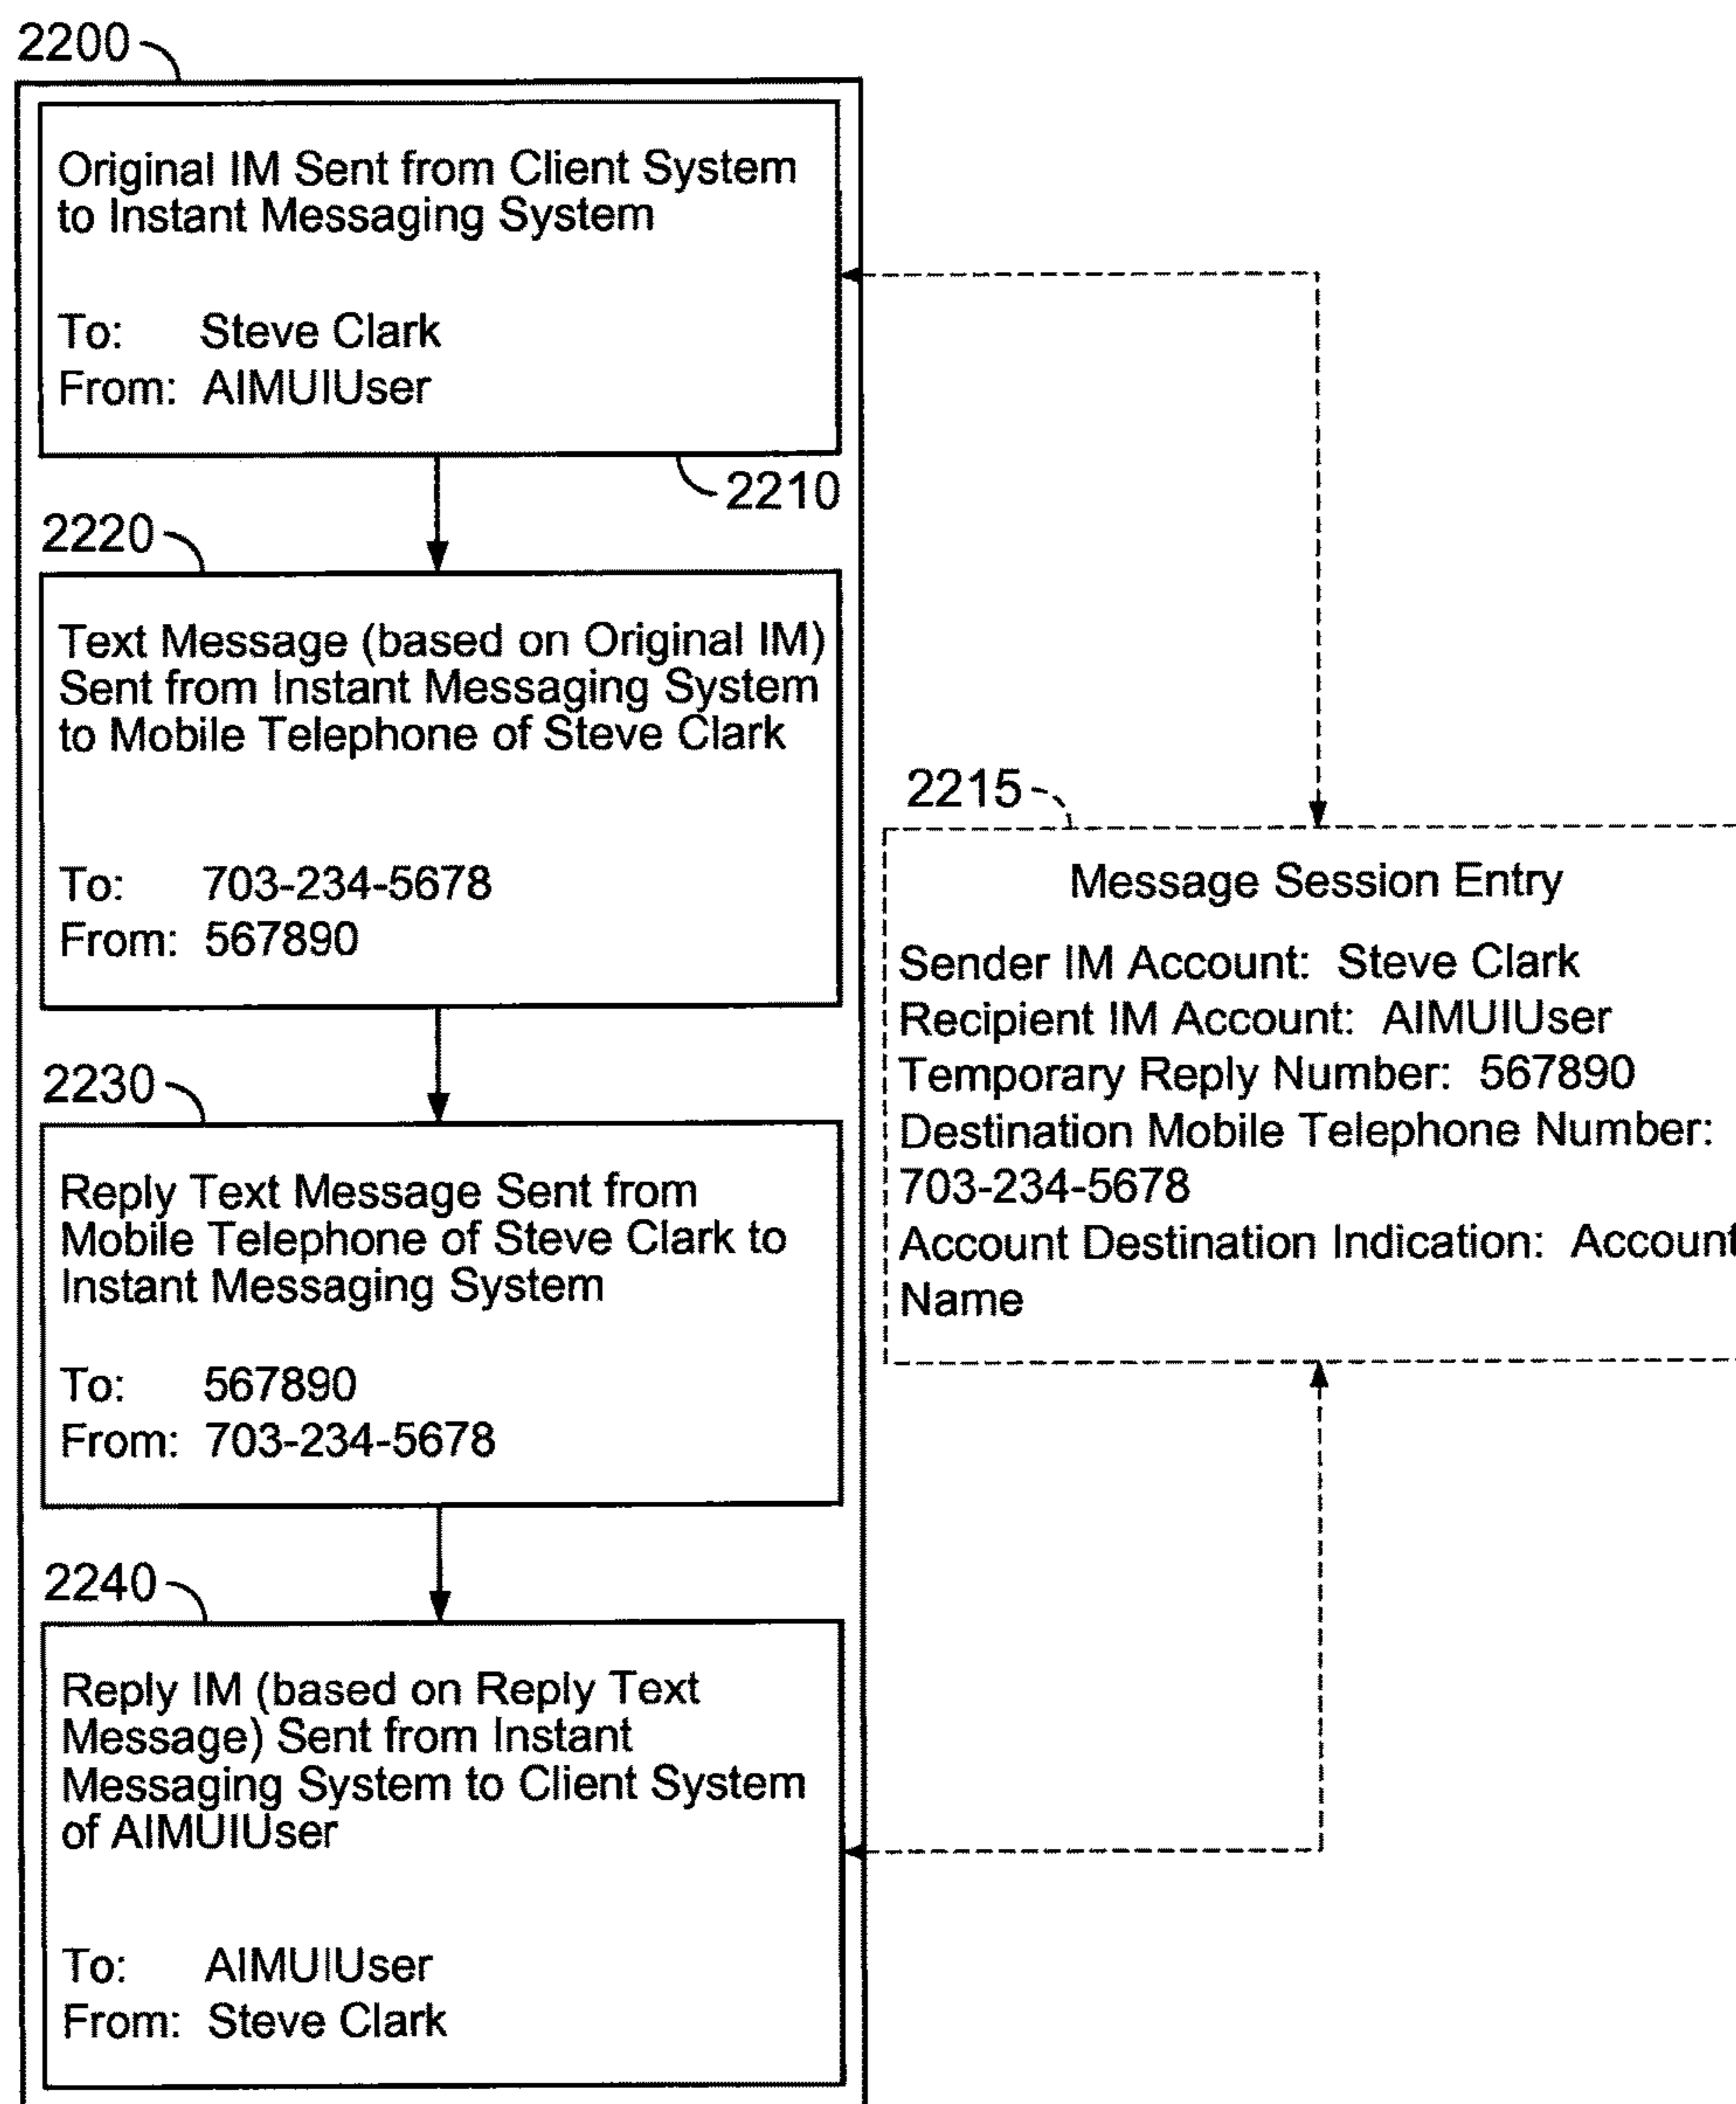 2200
Original IM Sent from Client System
to Instant Messaging System
To: Steve Clark
From: AIMUIUser
2210
2220
Text Message (based on Original IM)
Sent from Instant Messaging System
to Mobile Telephone of Steve Clark
To: 703-234-5678
From: 567890
2215
Message Session Entry
Sender IM Account: Steve Clark
Recipient IM Account: AIMUIUser
Temporary Reply Number: 567890
Destination Mobile Telephone Number:
703-234-5678
Account Destination Indication: Account
Name
2230
Reply Text Message Sent from
Mobile Telephone of Steve Clark to
Instant Messaging System
To: 567890
From: 703-234-5678
2240
Reply IM (based on Reply Text
Message) Sent from Instant
Messaging System to Client System
of AIMUIUser
To: AIMUIUser
From: Steve Clark